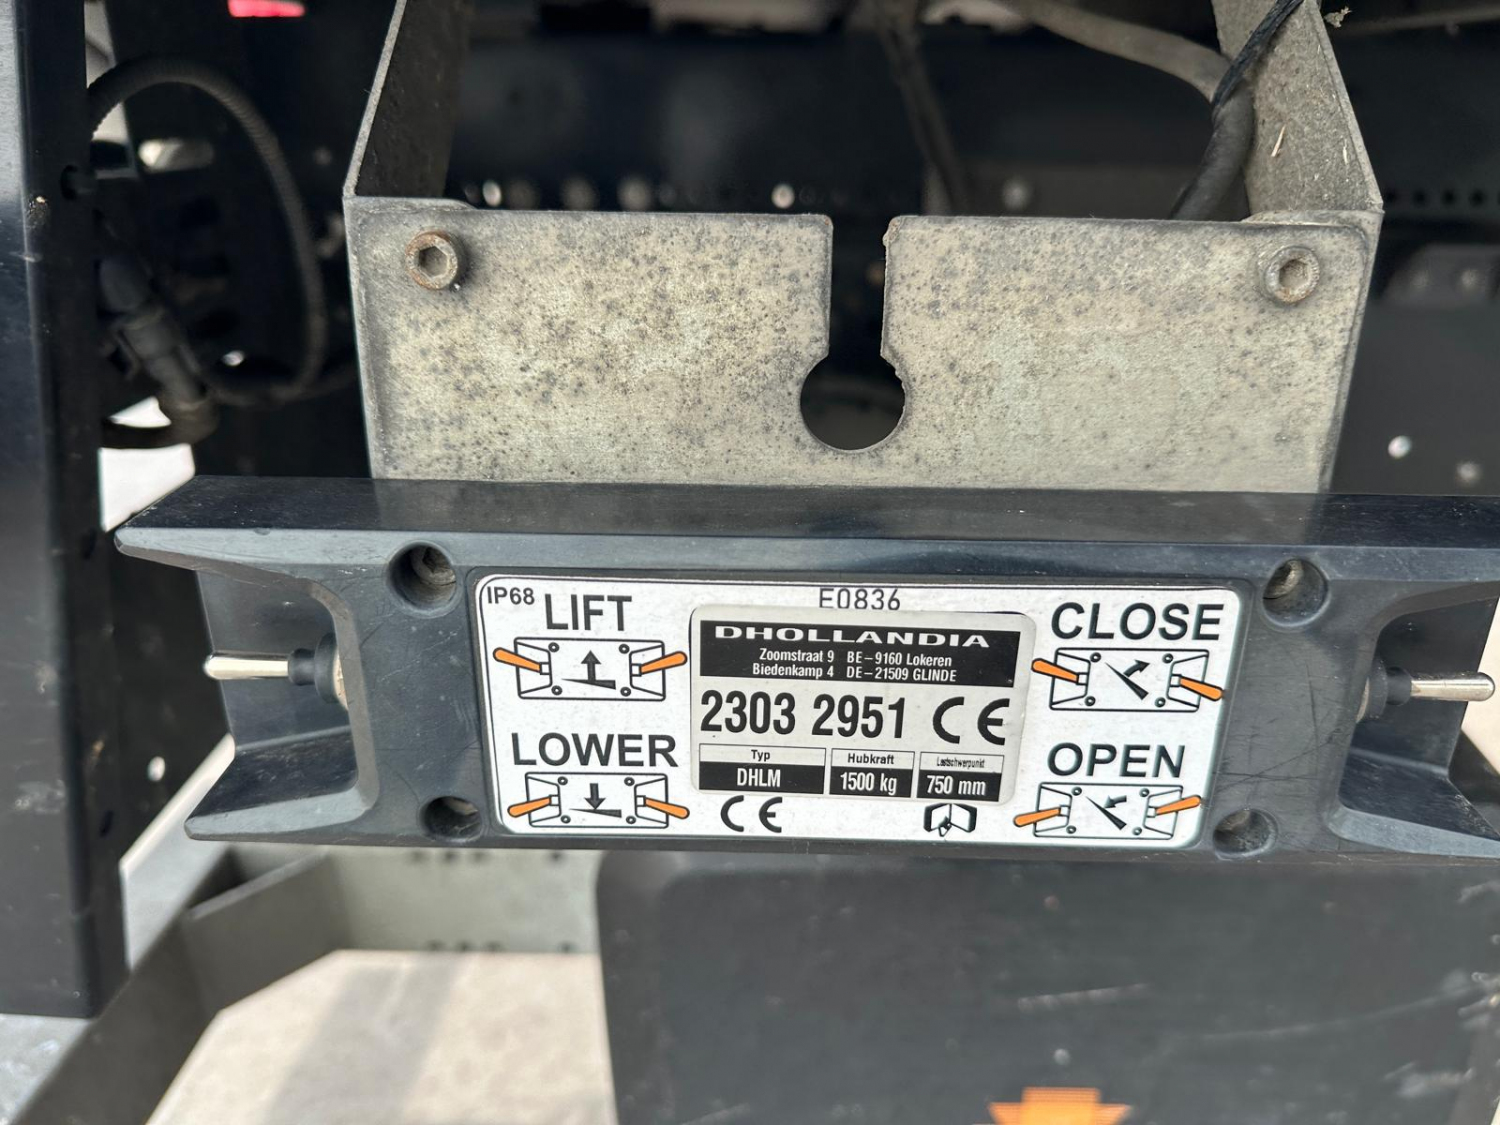 IP68
LIFT
LOWER
E0836
DHOLLANDIA
Zoomstraat 9 BE-9160 Lokeren
Biedenkamp 4 DE-21509 GLINDE
2303 2951 CE
Typ Hubkraft Lastschwerpunkt
DHLM 1500 kg 750 mm
CE
CLOSE
OPEN